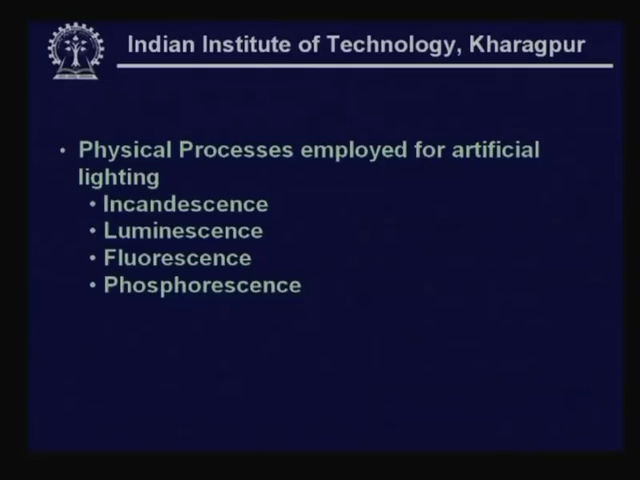 Indian Institute of Technology, Kharagpur
• Physical Processes employed for artificial
lighting
• Incandescence
• Luminescence
• Fluorescence
• Phosphorescence